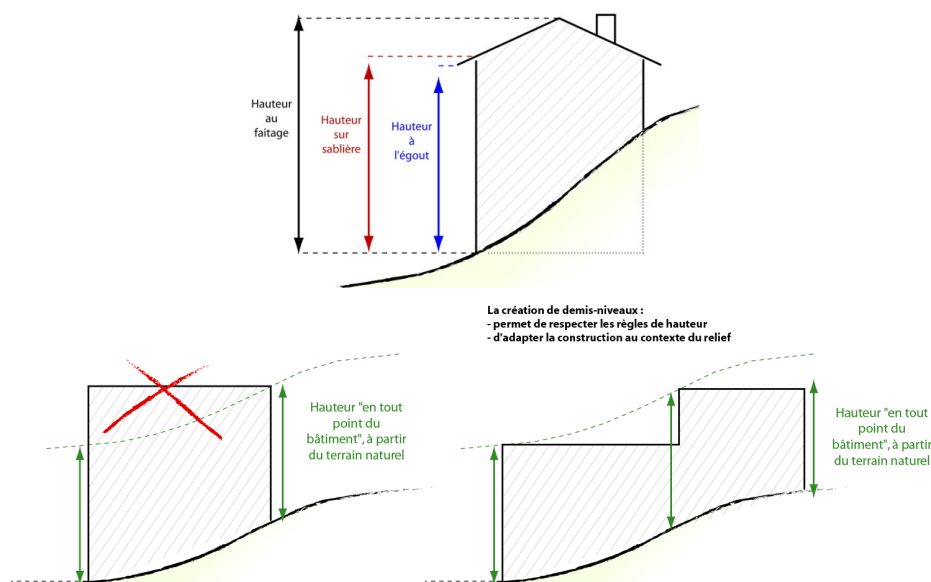 Hauteur
au
faitage
Hauteur
sur
sablière
Hauteur
à
l'égout
La création de demis-niveaux :
- permet de respecter les règles de hauteur
- d'adapter la construction au contexte du relief
Hauteur "en tout
point du
bâtiment", à partir
du terrain naturel
Hauteur "en tout
point du
bâtiment", à partir
du terrain naturel